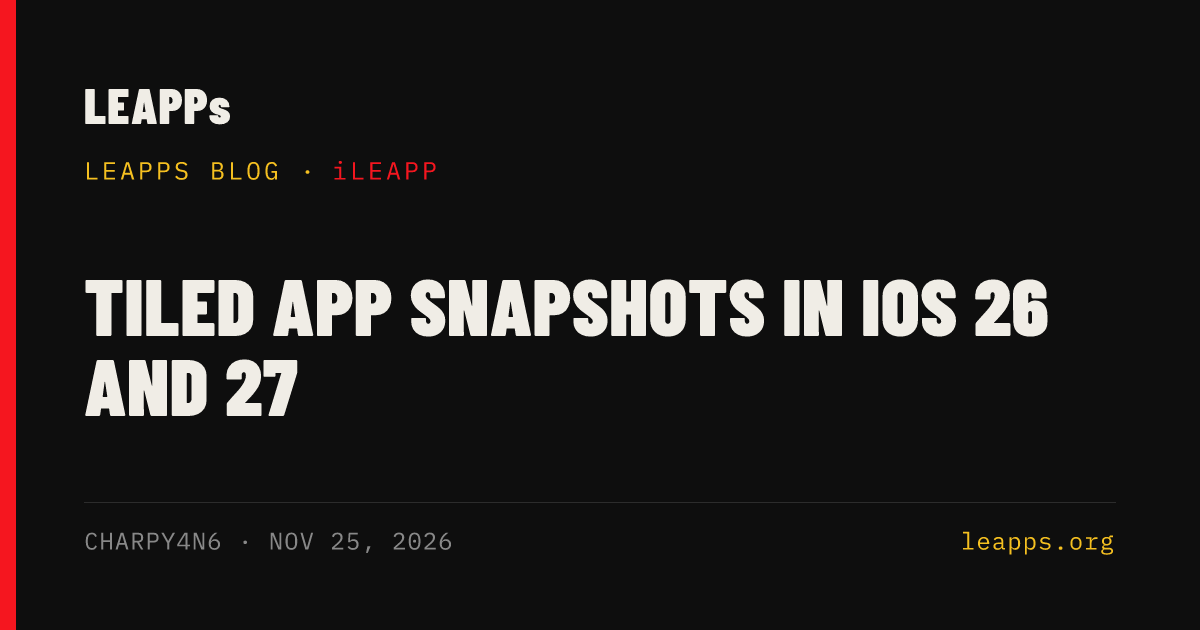 LEAPPs
LEAPPS BLOG · iLEAPP
TILED APP SNAPSHOTS IN IOS 26
AND 27
CHARPY4N6 · NOV 25, 2026
leapps.org